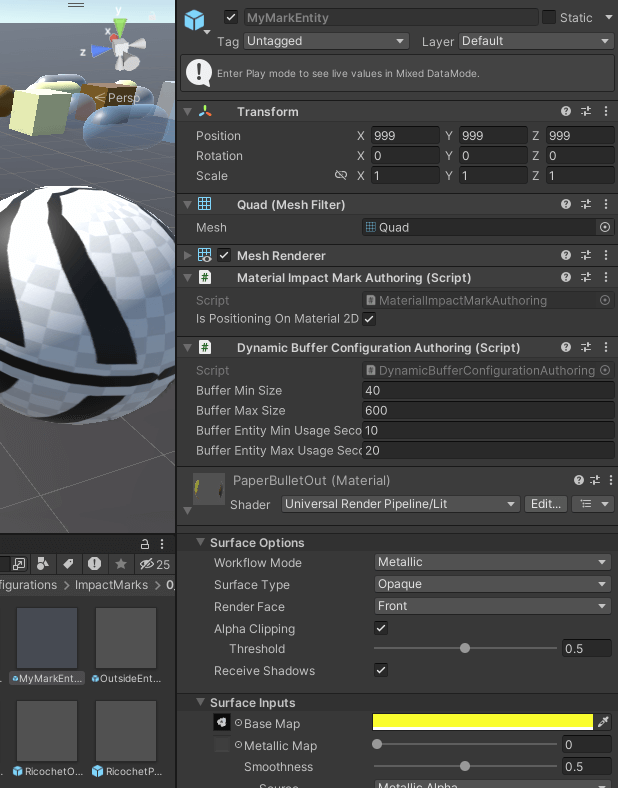 MyMarkEntity
Static
Tag Untagged Layer Default
Enter Play mode to see live values in Mixed DataMode.
y
x
z
Persp
Transform
Position X 999 Y 999 Z 999
Rotation X 0 Y 0 Z 0
Scale X 1 Y 1 Z 1
Quad (Mesh Filter)
Mesh Quad
Mesh Renderer
Material Impact Mark Authoring (Script)
Script MaterialImpactMarkAuthoring
Is Positioning On Material 2D
Dynamic Buffer Configuration Authoring (Script)
Script DynamicBufferConfigurationAuthoring
Buffer Min Size 40
Buffer Max Size 600
Buffer Entity Min Usage Seco 10
Buffer Entity Max Usage Sec 20
PaperBulletOut (Material)
Shader Universal Render Pipeline/Lit Edit...
Surface Options
Workflow Mode Metallic
Surface Type Opaque
Render Face Front
Alpha Clipping
Threshold 0.5
Receive Shadows
Surface Inputs
Base Map
Metallic Map 0
Smoothness 0.5
Source Metallic Alpha
25
figurations > ImpactMarks > 0_
MyMarkEnt... OutsideEnt...
RicochetO... RicochetP...